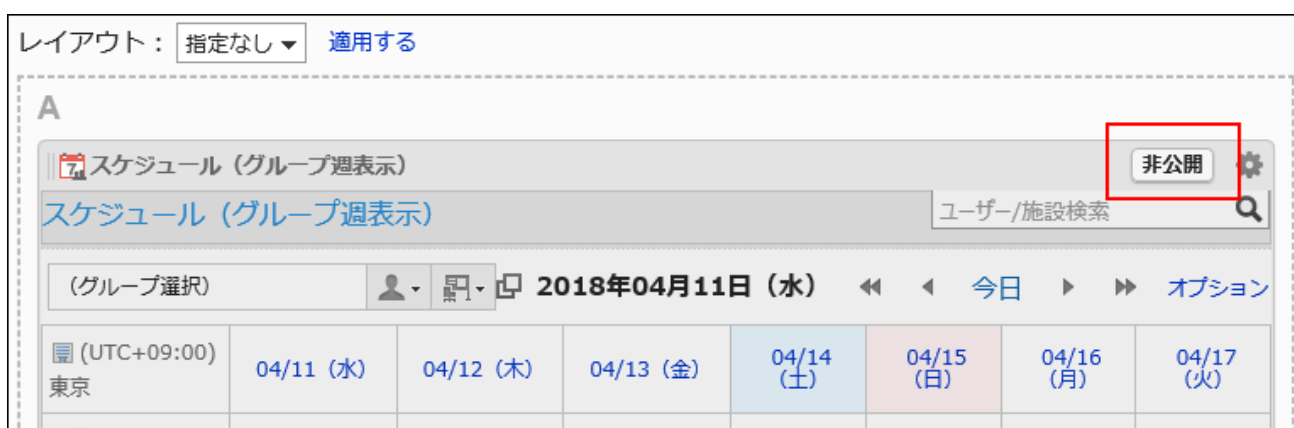 レイアウト： 指定なし 適用する
A
スケジュール（グループ週表示） 非公開
スケジュール（グループ週表示） ユーザー/施設検索
（グループ選択） 2018年04月11日（水） 今日 オプション
(UTC+09:00) 東京 04/11（水） 04/12（木） 04/13（金） 04/14（土） 04/15（日） 04/16（月） 04/17（火）